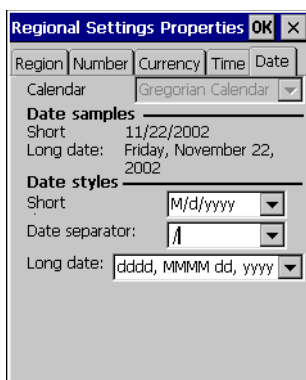 Regional Settings Properties OK ×
Region Number Currency Time Date
Calendar Gregorian Calendar
Date samples
Short 11/22/2002
Long date: Friday, November 22,
2002
Date styles
Short M/d/yyyy
Date separator: /
Long date: dddd, MMMM dd, yyyy